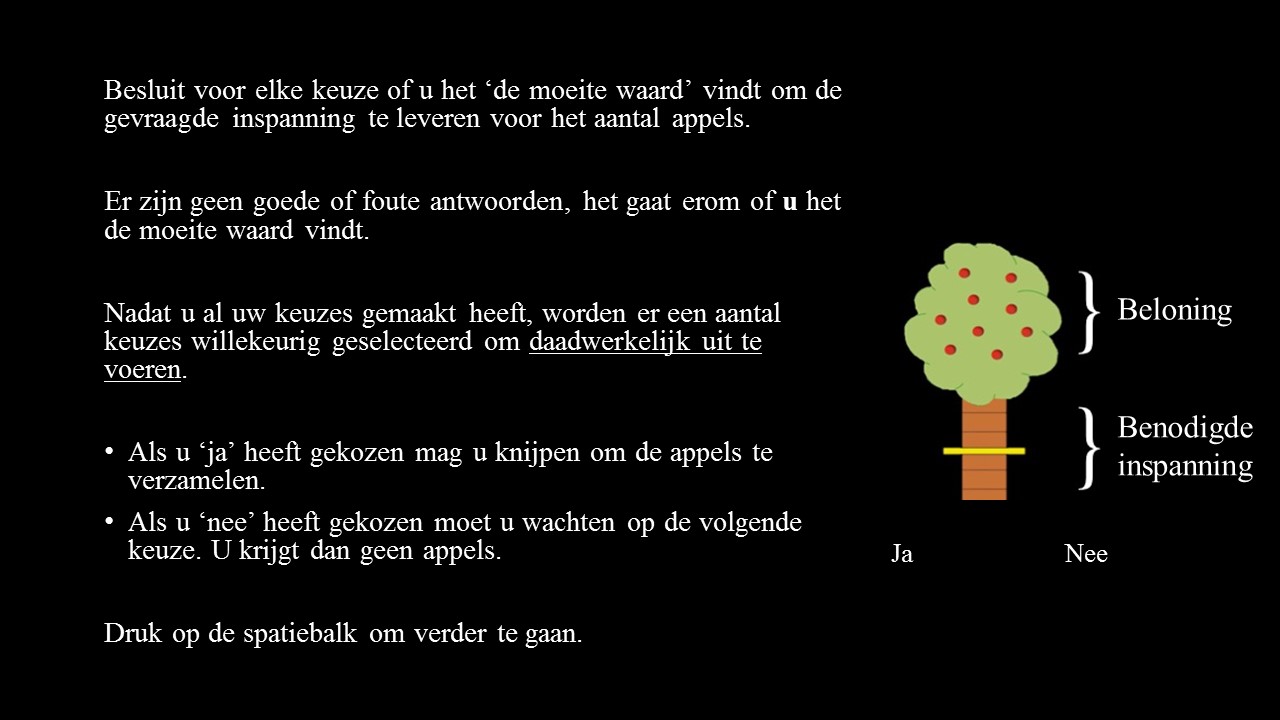 Besluit voor elke keuze of u het ‘de moeite waard’ vindt om de
gevraagde inspanning te leveren voor het aantal appels.
Er zijn geen goede of foute antwoorden, het gaat erom of u het
de moeite waard vindt.
Nadat u al uw keuzes gemaakt heeft, worden er een aantal
keuzes willekeurig geselecteerd om daadwerkelijk uit te
voeren.
• Als u ‘ja’ heeft gekozen mag u knijpen om de appels te
verzamelen.
• Als u ‘nee’ heeft gekozen moet u wachten op de volgende
keuze. U krijgt dan geen appels.
Druk op de spatiebalk om verder te gaan.
} Beloning
} Benodigde
inspanning
Ja Nee